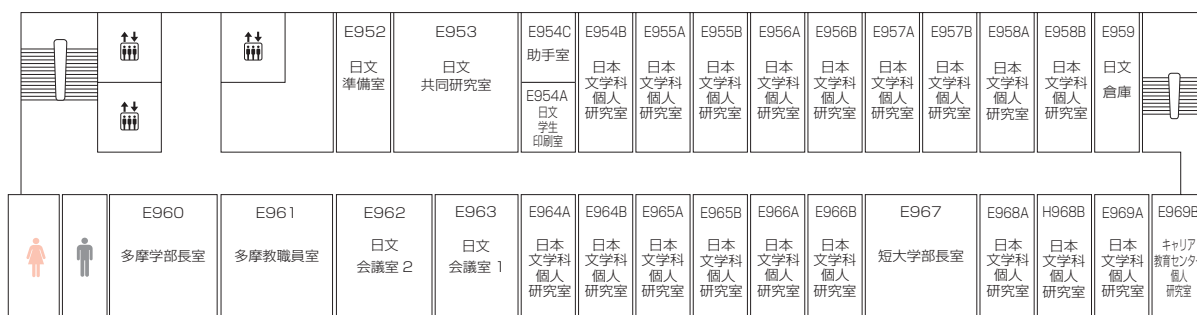 E952
日文
準備室
E953
日文
共同研究室
E954C
助手室
E954A
日文
学生
印刷室
E954B
日本
文学科
個人
研究室
E955A
日本
文学科
個人
研究室
E955B
日本
文学科
個人
研究室
E956A
日本
文学科
個人
研究室
E956B
日本
文学科
個人
研究室
E957A
日本
文学科
個人
研究室
E957B
日本
文学科
個人
研究室
E958A
日本
文学科
個人
研究室
E958B
日本
文学科
個人
研究室
E959
日文
倉庫
E960
多摩学部長室
E961
多摩教職員室
E962
日文
会議室 2
E963
日文
会議室 1
E964A
日本
文学科
個人
研究室
E964B
日本
文学科
個人
研究室
E965A
日本
文学科
個人
研究室
E965B
日本
文学科
個人
研究室
E966A
日本
文学科
個人
研究室
E966B
日本
文学科
個人
研究室
E967
短大学部長室
E968A
日本
文学科
個人
研究室
H968B
日本
文学科
個人
研究室
E969A
日本
文学科
個人
研究室
E969B
キャリア
教育センター
個人
研究室